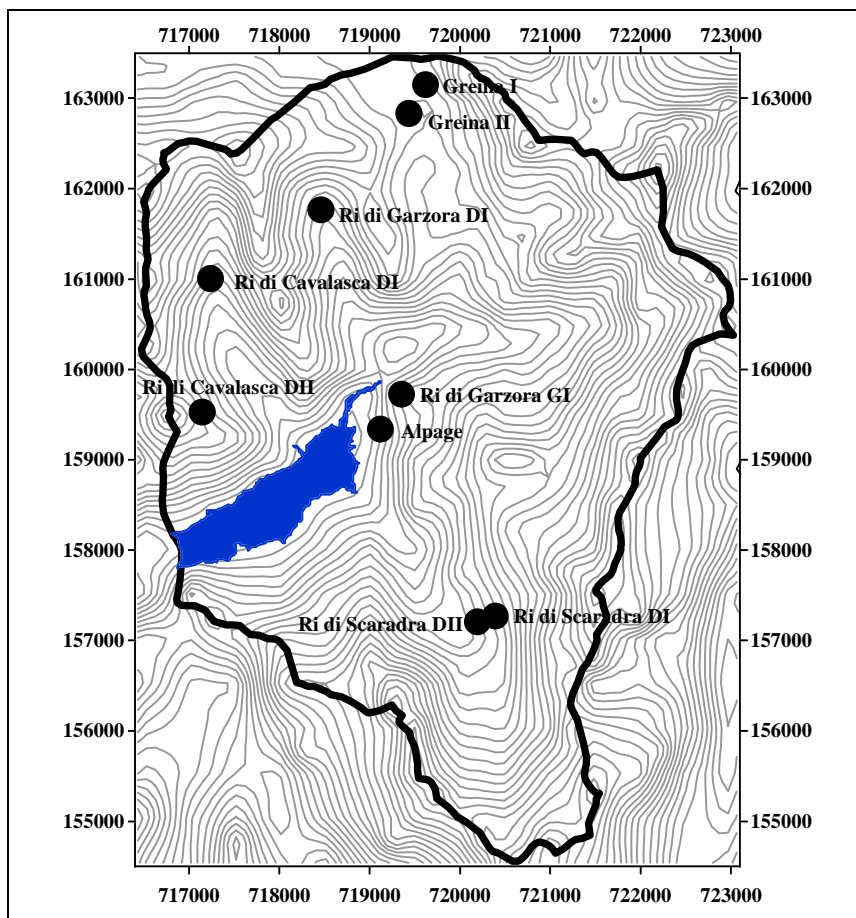 717000 718000 719000 720000 721000 722000 723000
163000 Greina I 163000
Greina II
162000 162000
Ri di Garzora DI
161000 Ri di Cavalasca DI 161000
160000 160000
Ri di Cavalasca DII
Ri di Garzora GI
Alpage
159000 159000
158000 158000
Ri di Scaradra DII Ri di Scaradra DI
157000 157000
156000 156000
155000 155000
717000 718000 719000 720000 721000 722000 723000